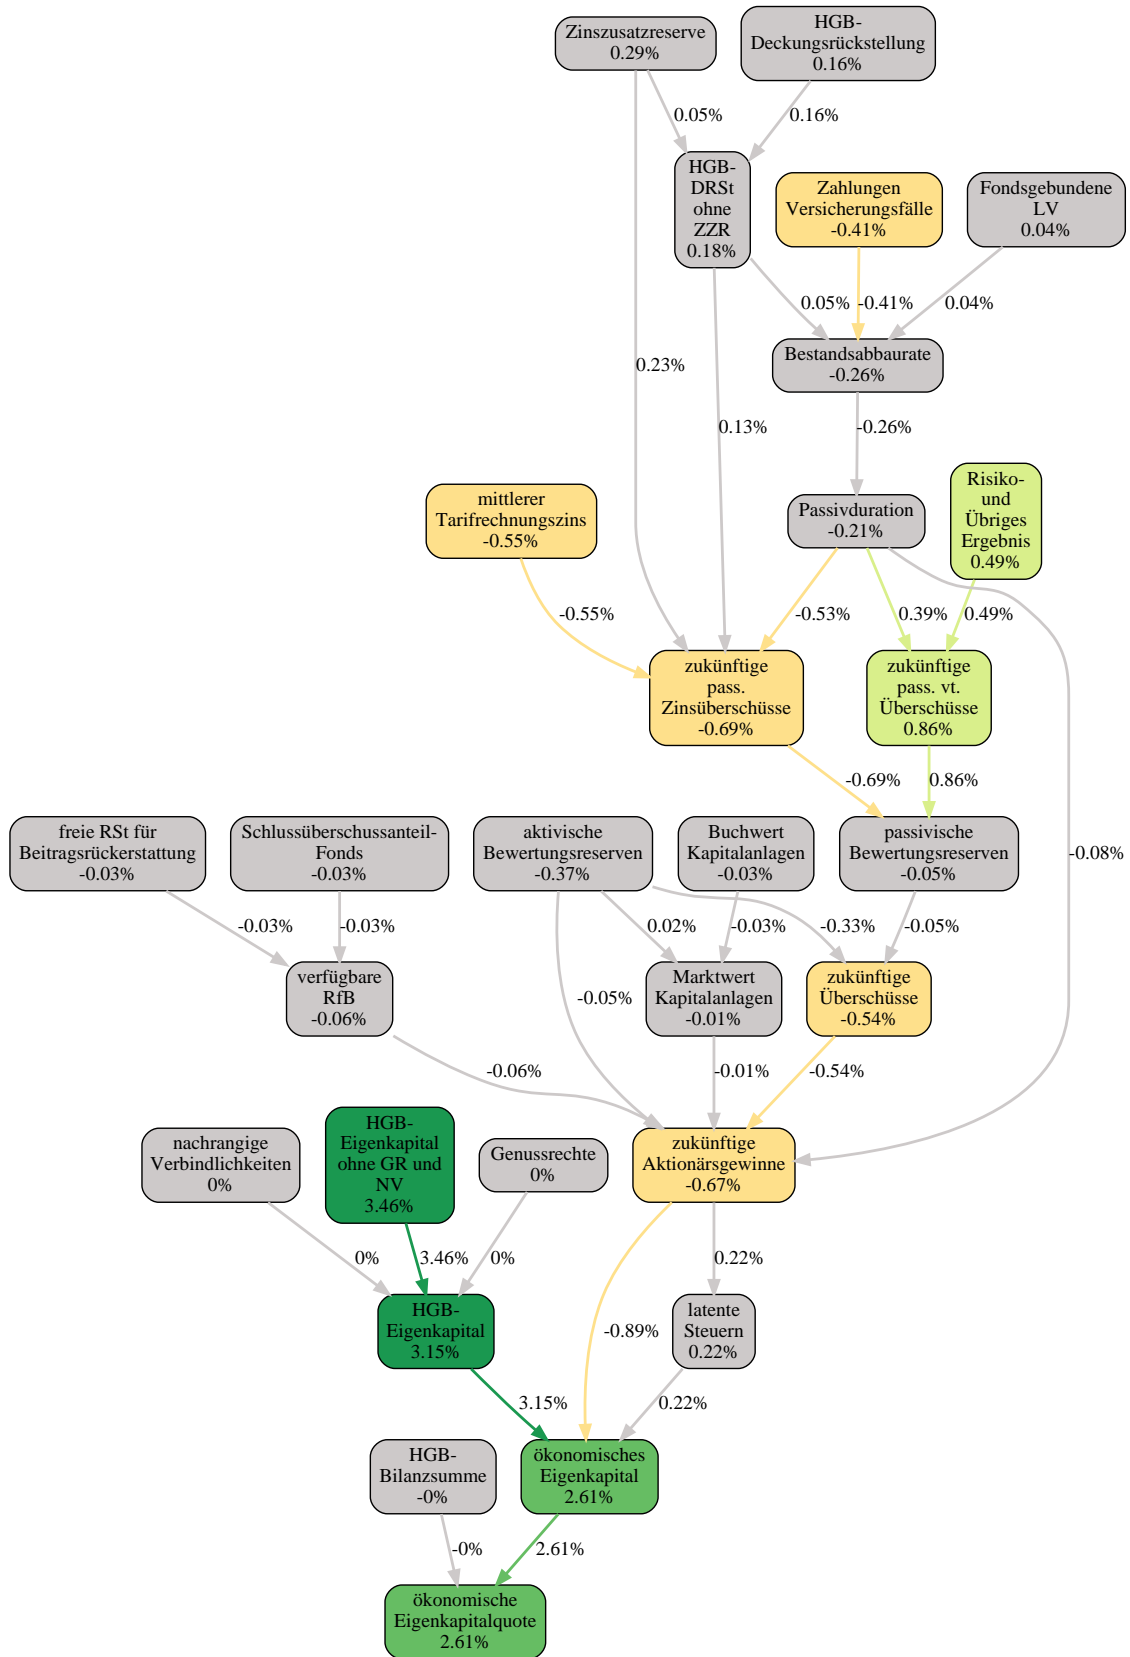 Zinszusatzreserve
0.29%
HGB-
Deckungsrückstellung
0.16%
0.05%
0.16%
HGB-
DRSt
ohne
ZZR
0.18%
Zahlungen
Versicherungsfälle
-0.41%
Fondsgebundene
LV
0.04%
0.05%
-0.41%
0.04%
Bestandsabbaurate
-0.26%
0.23%
0.13%
-0.26%
mittlerer
Tarifrechnungszins
-0.55%
Passivduration
-0.21%
Risiko-
und
Übriges
Ergebnis
0.49%
-0.55%
-0.53%
0.39%
0.49%
zukünftige
pass.
Zinsüberschüsse
-0.69%
zukünftige
pass. vt.
Überschüsse
0.86%
-0.69%
0.86%
freie RSt für
Beitragsrückerstattung
-0.03%
Schlussüberschussanteil-
Fonds
-0.03%
aktivische
Bewertungsreserven
-0.37%
Buchwert
Kapitalanlagen
-0.03%
passivische
Bewertungsreserven
-0.05%
-0.08%
-0.03%
-0.03%
0.02%
-0.03%
-0.33%
-0.05%
verfügbare
RfB
-0.06%
-0.05%
Marktwert
Kapitalanlagen
-0.01%
zukünftige
Überschüsse
-0.54%
-0.06%
-0.01%
-0.54%
nachrangige
Verbindlichkeiten
0%
HGB-
Eigenkapital
ohne GR und
NV
3.46%
Genussrechte
0%
zukünftige
Aktionärsgewinne
-0.67%
0%
3.46%
0%
0.22%
HGB-
Eigenkapital
3.15%
-0.89%
latente
Steuern
0.22%
3.15%
0.22%
HGB-
Bilanzsumme
-0%
ökonomisches
Eigenkapital
2.61%
-0%
2.61%
ökonomische
Eigenkapitalquote
2.61%